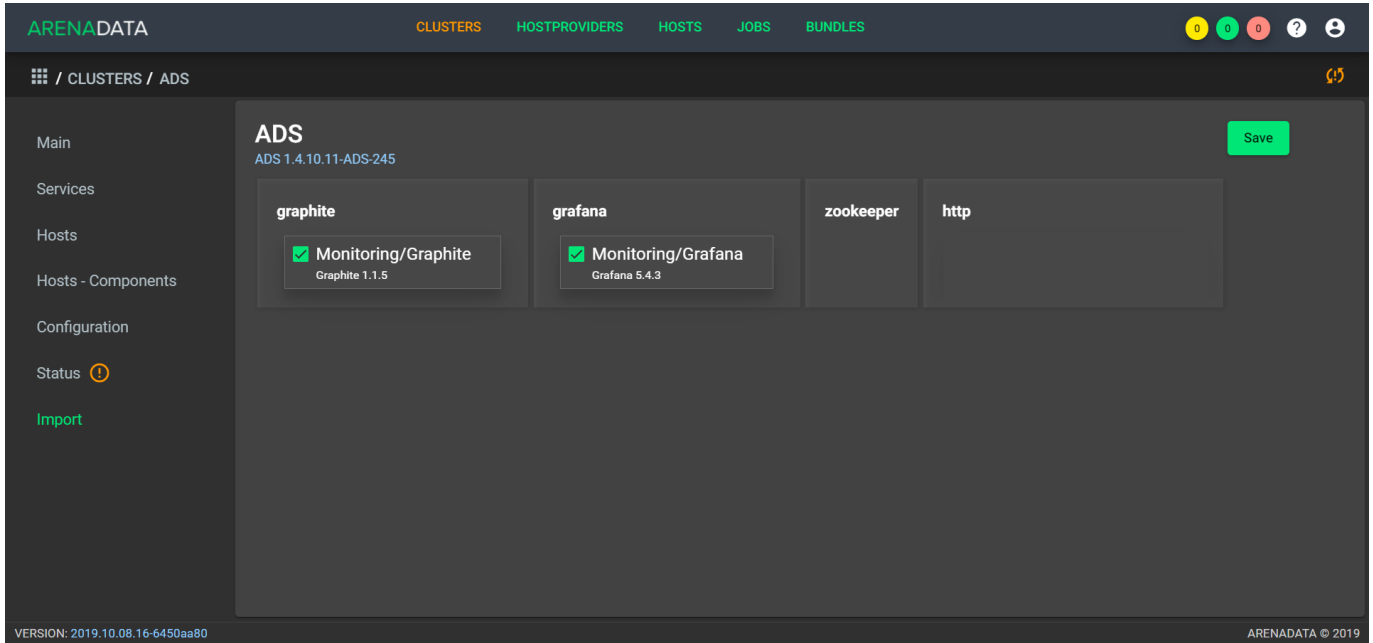 ARENADATA CLUSTERS HOSTPROVIDERS HOSTS JOBS BUNDLES 0 0 0 ?
/ CLUSTERS / ADS
Main
Services
Hosts
Hosts - Components
Configuration
Status !
Import
ADS
ADS 1.4.10.11-ADS-245
Save
graphite
Monitoring/Graphite
Graphite 1.1.5
grafana
Monitoring/Grafana
Grafana 5.4.3
zookeeper
http
VERSION: 2019.10.08.16-6450aa80
ARENADATA © 2019